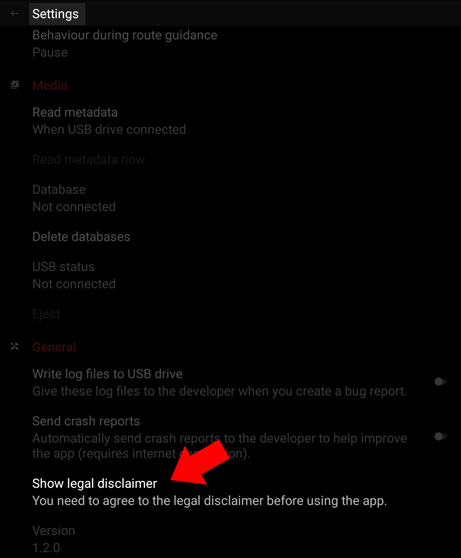 Settings
Behaviour during route guidance
Pause
Media
Read metadata
When USB drive connected
Read metadata now
Database
Not connected
Delete databases
USB status
Not connected
Eject
General
Write log files to USB drive
Give these log files to the developer when you create a bug report.
Send crash reports
Automatically send crash reports to the developer to help improve
the app (requires internet on).
Show legal disclaimer
You need to agree to the legal disclaimer before using the app.
Version
1.2.0